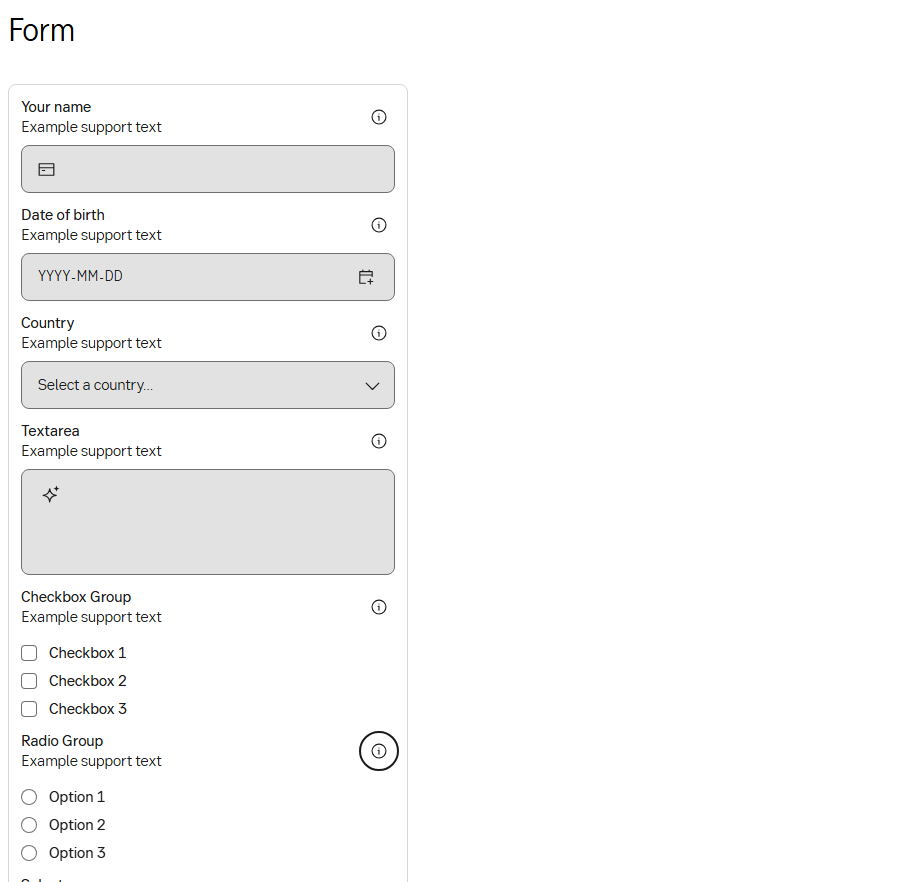 Form
Your name
Example support text
Date of birth
Example support text
YYYY-MM-DD
Country
Example support text
Select a country...
Textarea
Example support text
Checkbox Group
Example support text
Checkbox 1
Checkbox 2
Checkbox 3
Radio Group
Example support text
Option 1
Option 2
Option 3